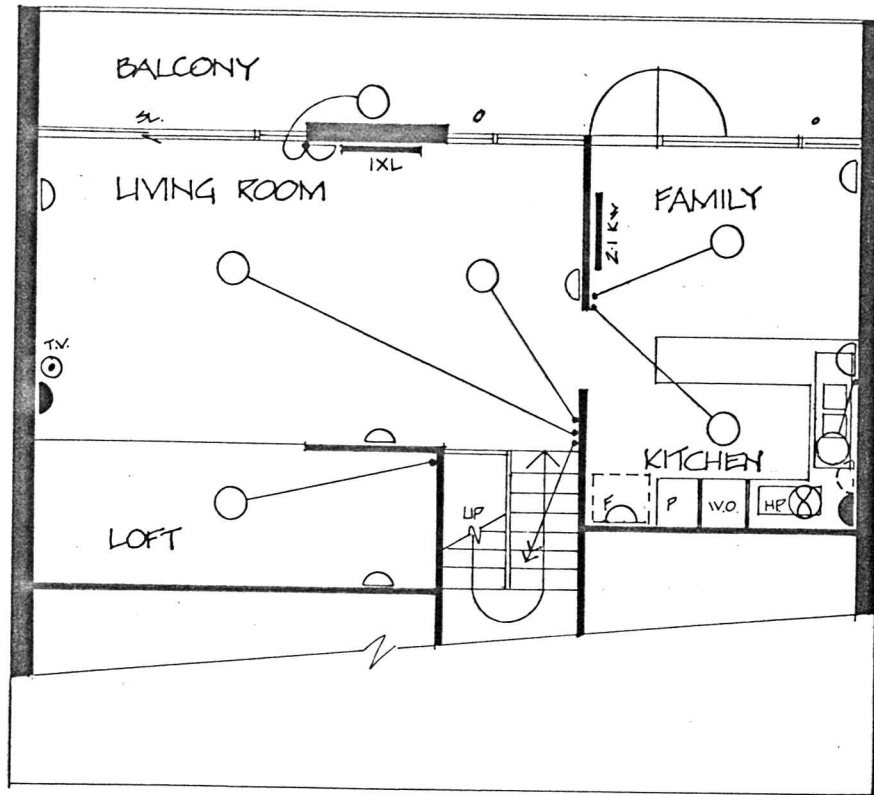 BALCONY
SL.
1XL
LIVING ROOM
FAMILY
2.1 KW
T.V.
KITCHEN
UP
F
P
W.O.
HP
LOFT